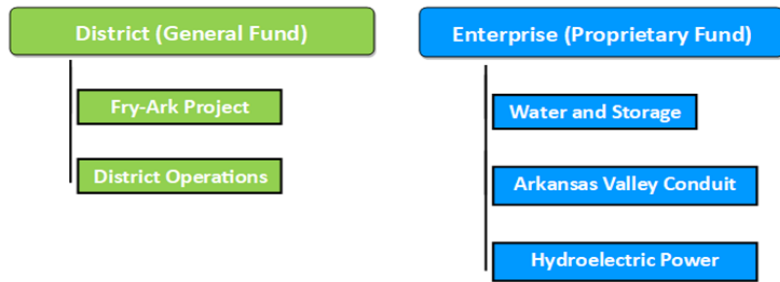 District (General Fund)
Fry-Ark Project
District Operations
Enterprise (Proprietary Fund)
Water and Storage
Arkansas Valley Conduit
Hydroelectric Power